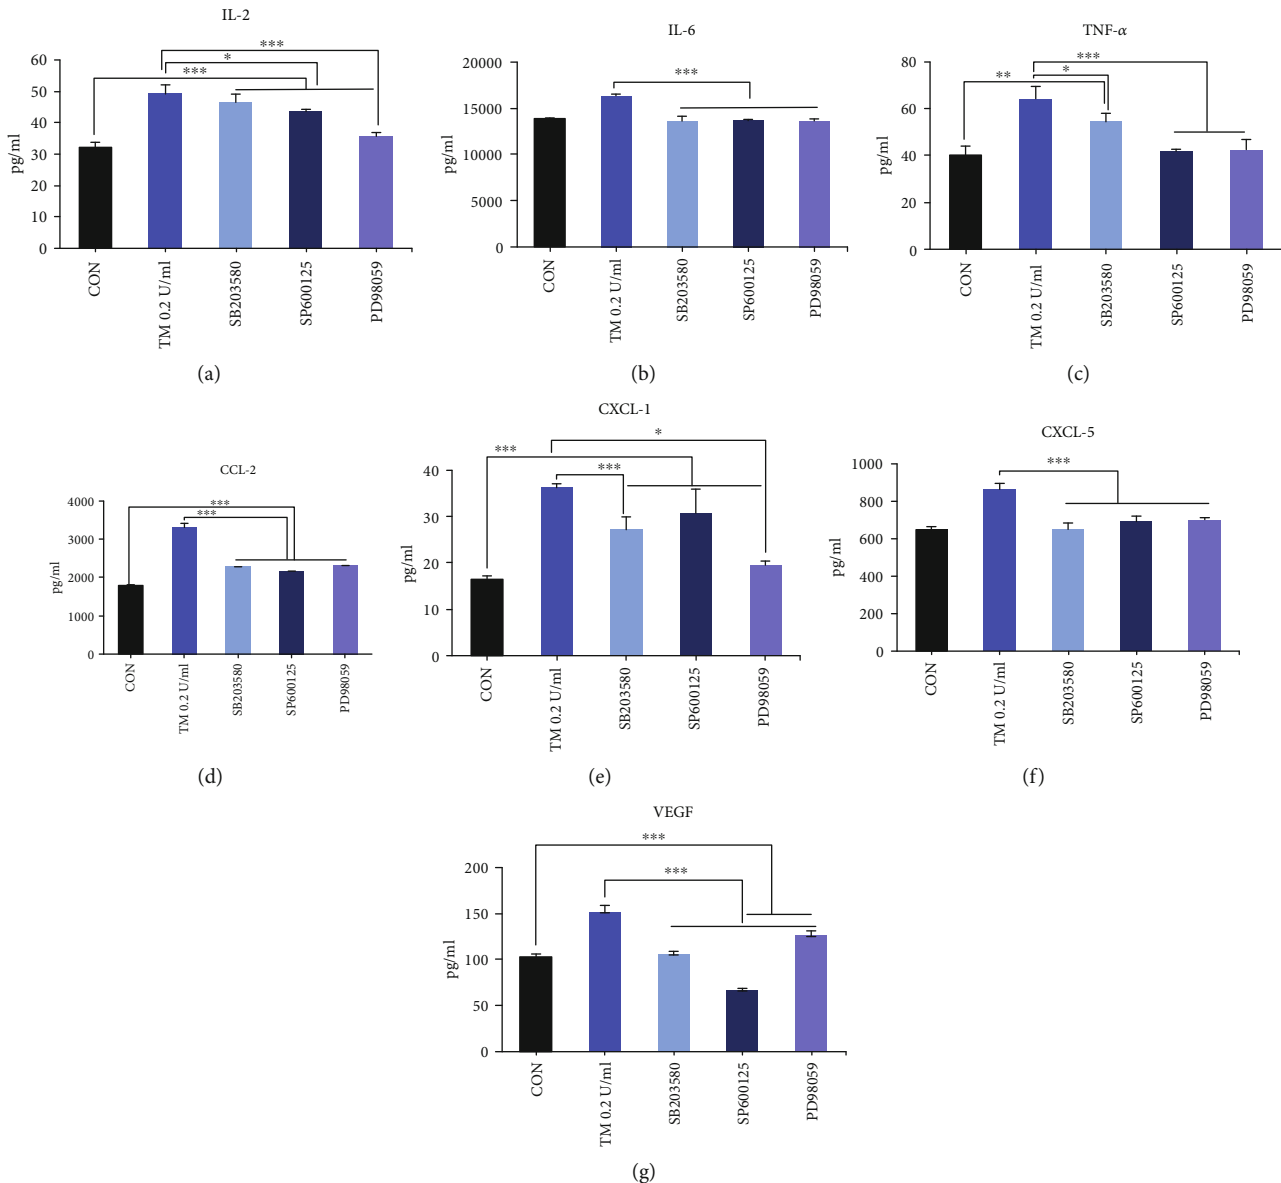 IL-2
***
*
***
60
50
40
30
20
10
0
pg/ml
CON
TM 0.2 U/ml
SB203580
SP600125
PD98059
(a)
IL-6
***
20000
15000
10000
5000
0
pg/ml
CON
TM 0.2 U/ml
SB203580
SP600125
PD98059
(b)
TNF-α
***
**
*
80
60
40
20
0
pg/ml
CON
TM 0.2 U/ml
SB203580
SP600125
PD98059
(c)
CCL-2
***
***
4000
3000
2000
1000
0
pg/ml
CON
TM 0.2 U/ml
SB203580
SP600125
PD98059
(d)
CXCL-1
*
***
***
40
30
20
10
0
pg/ml
CON
TM 0.2 U/ml
SB203580
SP600125
PD98059
(e)
CXCL-5
***
1000
800
600
400
200
0
pg/ml
CON
TM 0.2 U/ml
SB203580
SP600125
PD98059
(f)
VEGF
***
***
200
150
100
50
0
pg/ml
CON
TM 0.2 U/ml
SB203580
SP600125
PD98059
(g)